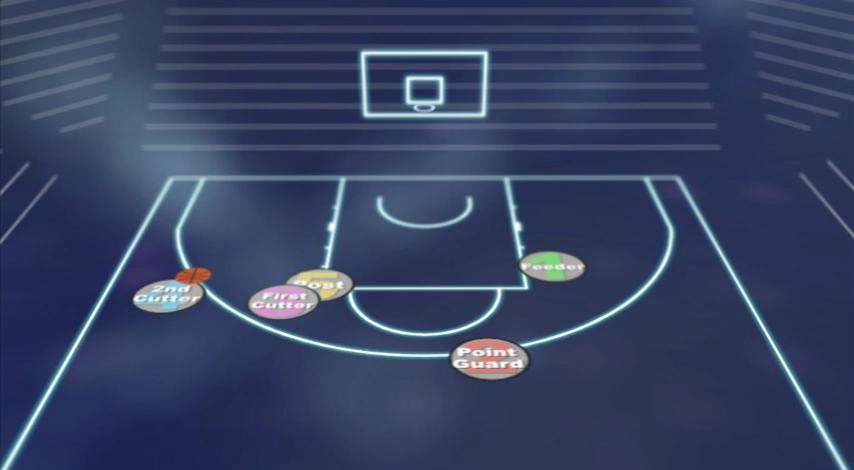 2nd
Cutter
First
Cutter
Post
Feeder
Point
Guard